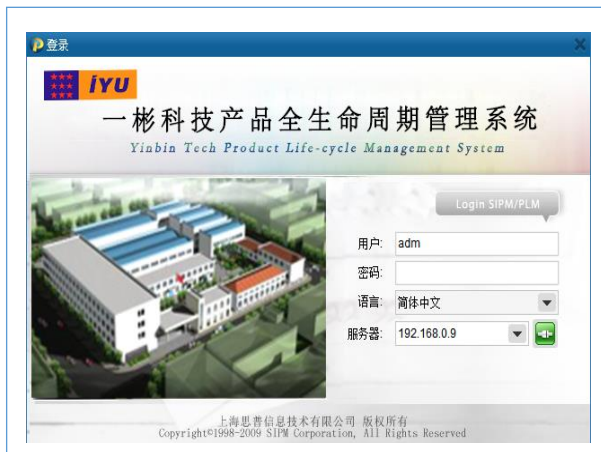 登录
iYU
一彬科技产品全生命周期管理系统
Yinbin Tech Product Life-cycle Management System
Login SIPM/PLM
用户: adm
密码:
语言: 简体中文
服务器: 192.168.0.9
上海思普信息技术有限公司 版权所有
Copyright©1998-2009 SIPM Corporation, All Rights Reserved